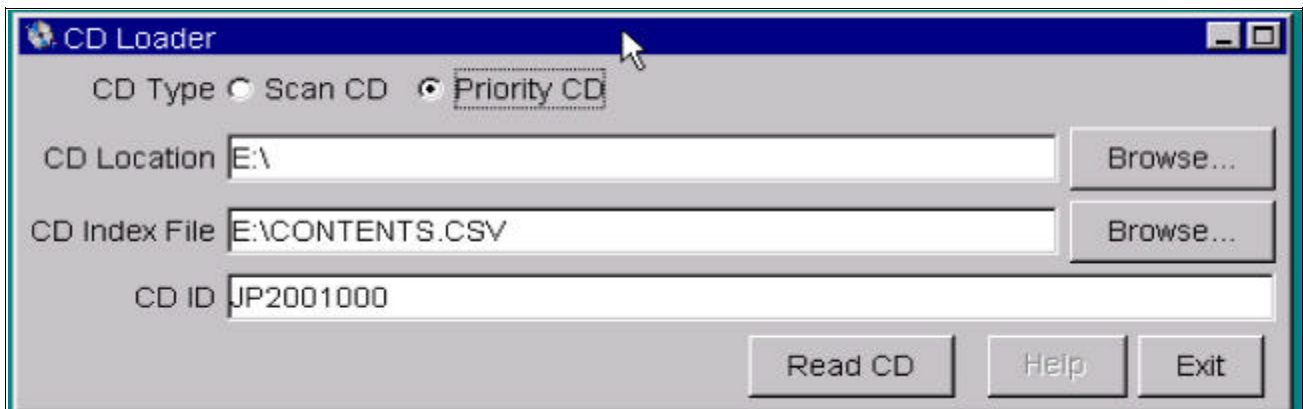 CD Loader
CD Type Scan CD Priority CD
CD Location E:\ Browse...
CD Index File E:\CONTENTS.CSV Browse...
CD ID JP2001000
Read CD Help Exit